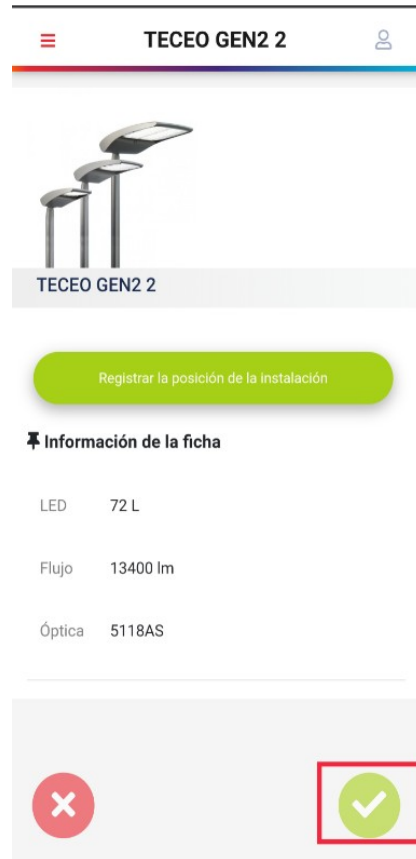 TECEO GEN2 2
TECEO GEN2 2
Registrar la posición de la instalación
Información de la ficha
LED 72 L
Flujo 13400 lm
Óptica 5118AS